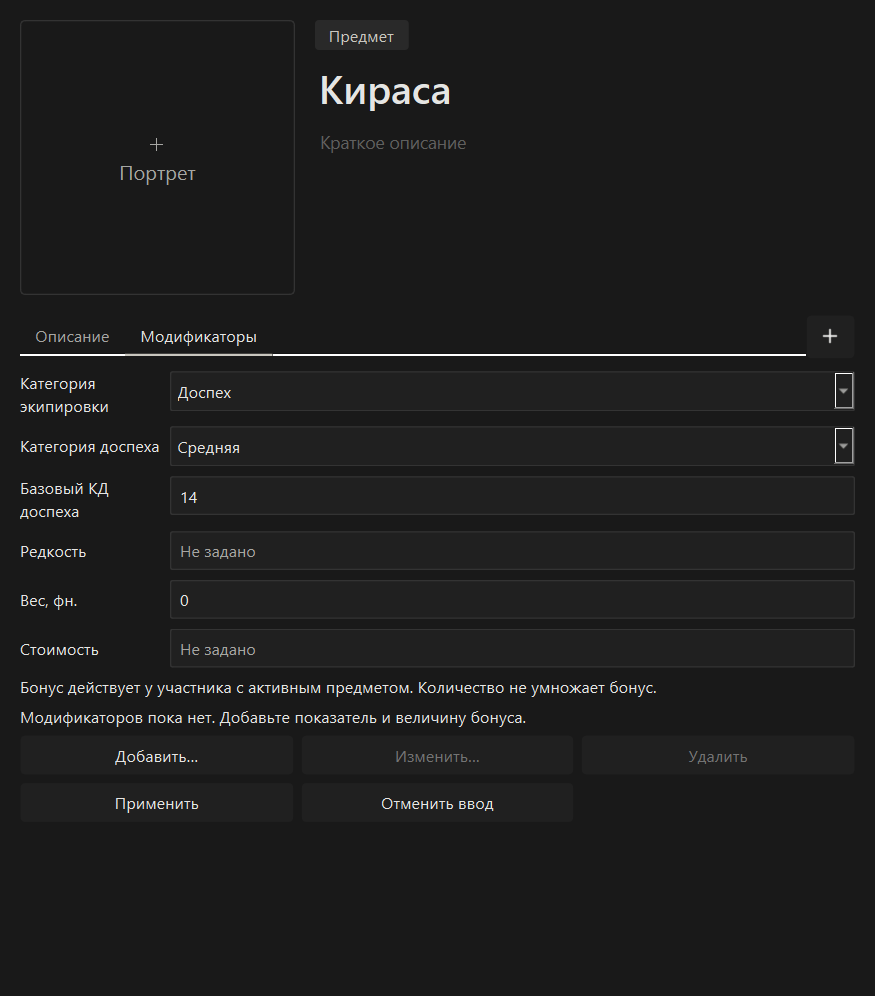 Предмет
Кираса
+
Портрет
Краткое описание
Описание
Модификаторы
+
Категория
экипировки
Доспех
Категория доспеха
Средняя
Базовый КД
доспеха
14
Редкость
Не задано
Вес, фн.
0
Стоимость
Не задано
Бонус действует у участника с активным предметом. Количество не умножает бонус.
Модификаторов пока нет. Добавьте показатель и величину бонуса.
Добавить...
Изменить...
Удалить
Применить
Отменить ввод